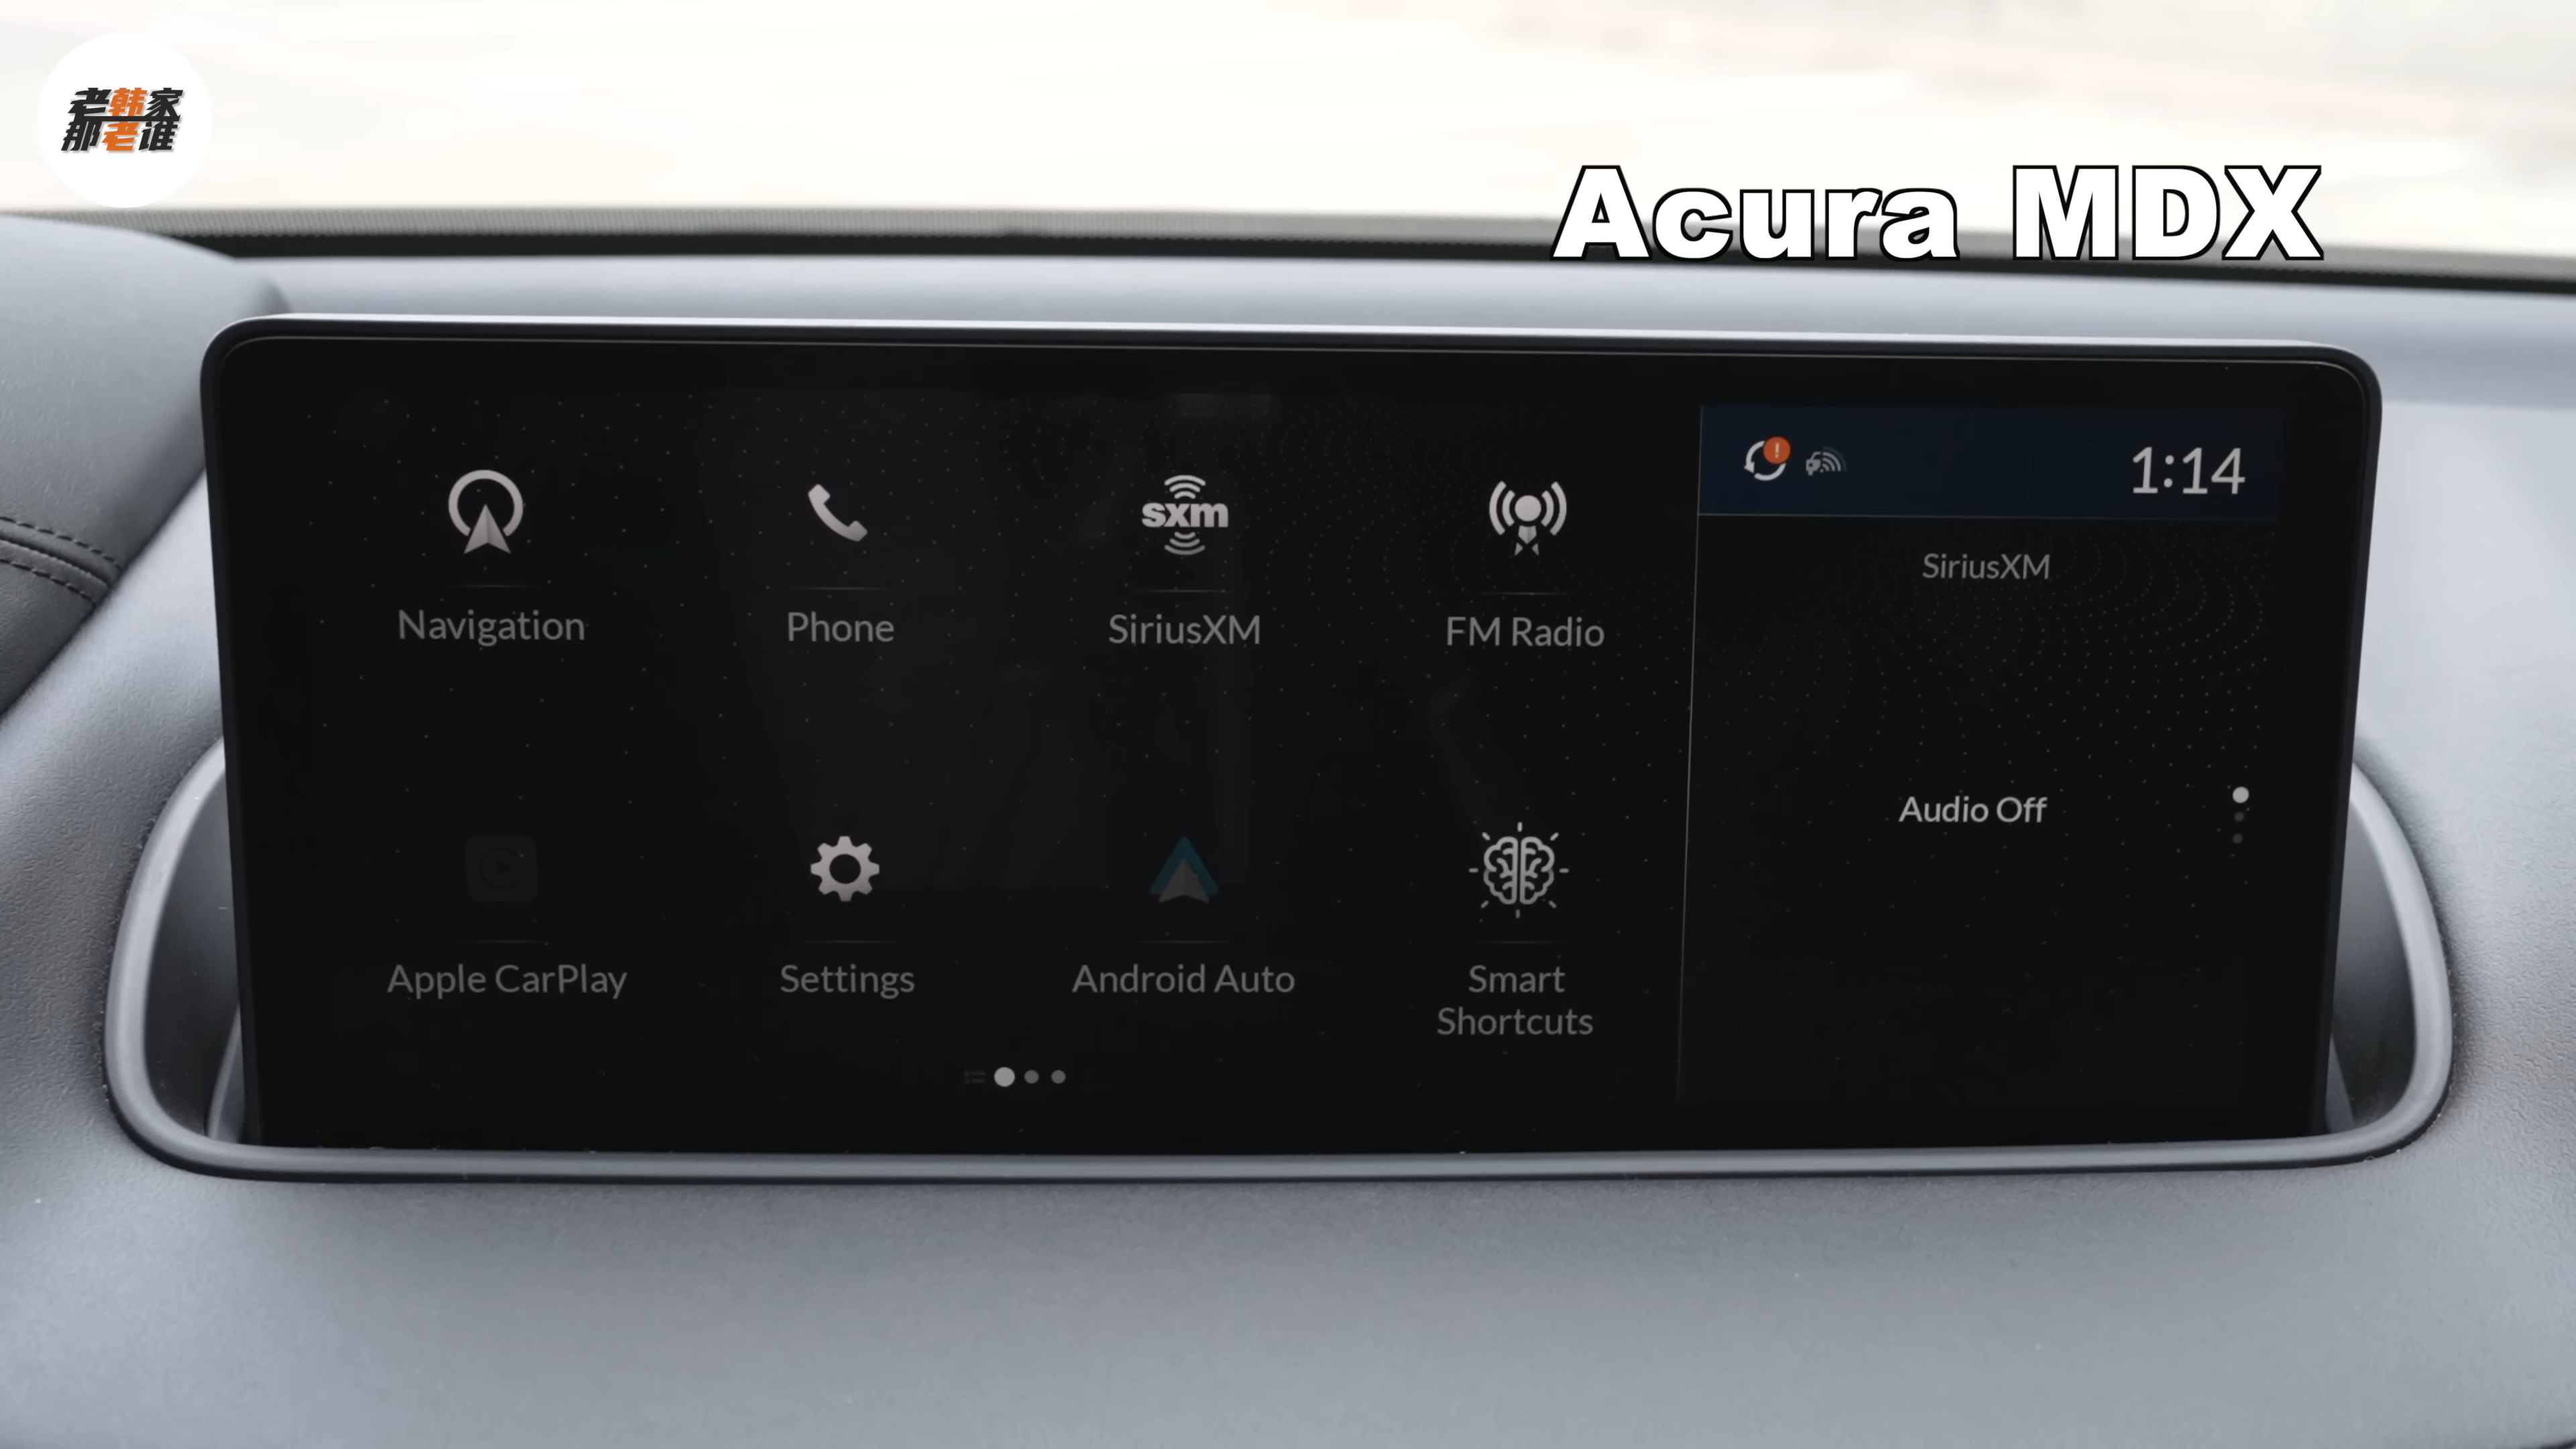 老韩家
那老谁
Acura MDX
1:14
sxm
SiriusXM
Navigation
Phone
SiriusXM
FM Radio
Audio Off
Apple CarPlay
Settings
Android Auto
Smart
Shortcuts